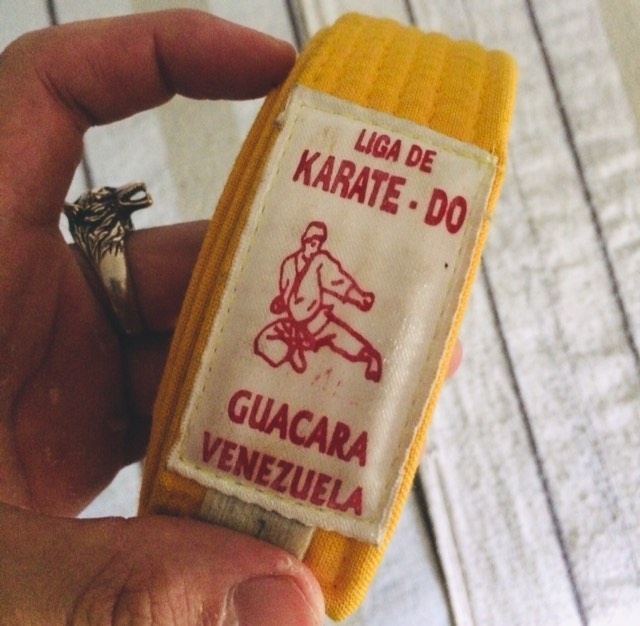 LIGA DE
KARATE - DO
GUACARA
VENEZUELA